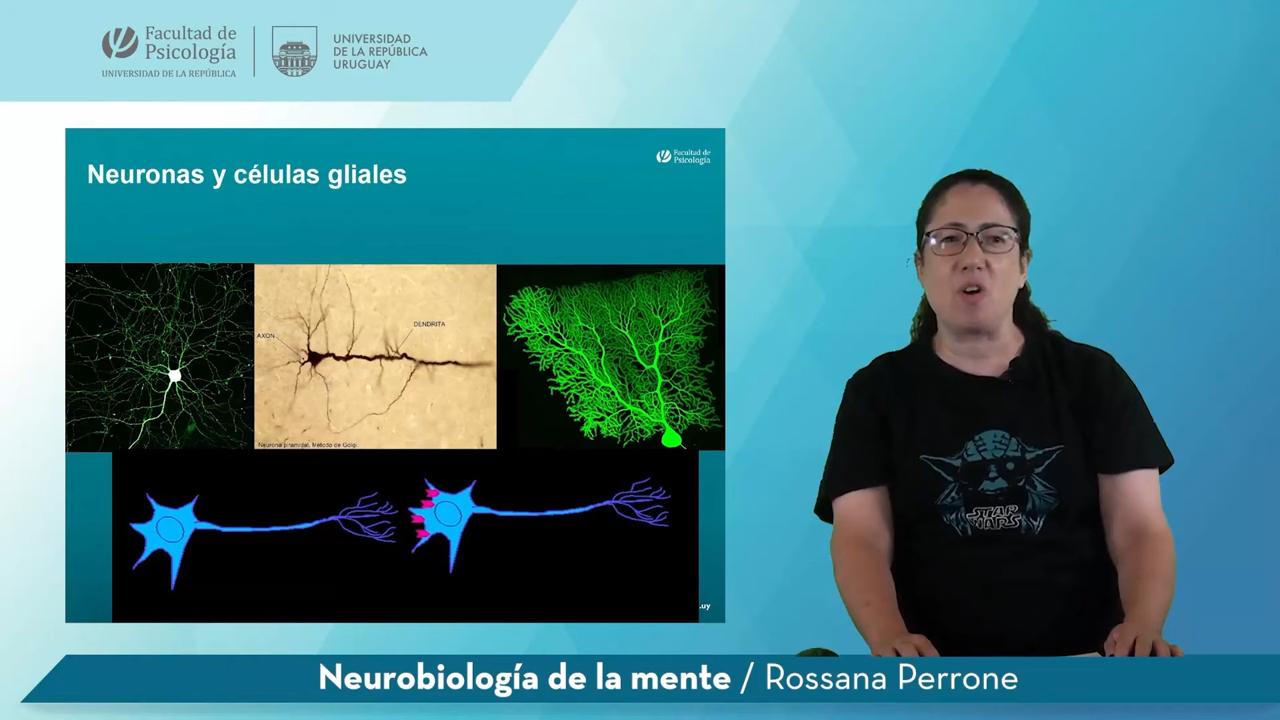 Facultad de
Psicología
UNIVERSIDAD DE LA REPÚBLICA
UNIVERSIDAD
DE LA REPÚBLICA
URUGUAY
Neuronas y células gliales
Facultad de
Psicología
AXON
DENDRITA
Neurona piramidal. Método de Golgi.
.uy
STAR
WARS
Neurobiología de la mente / Rossana Perrone